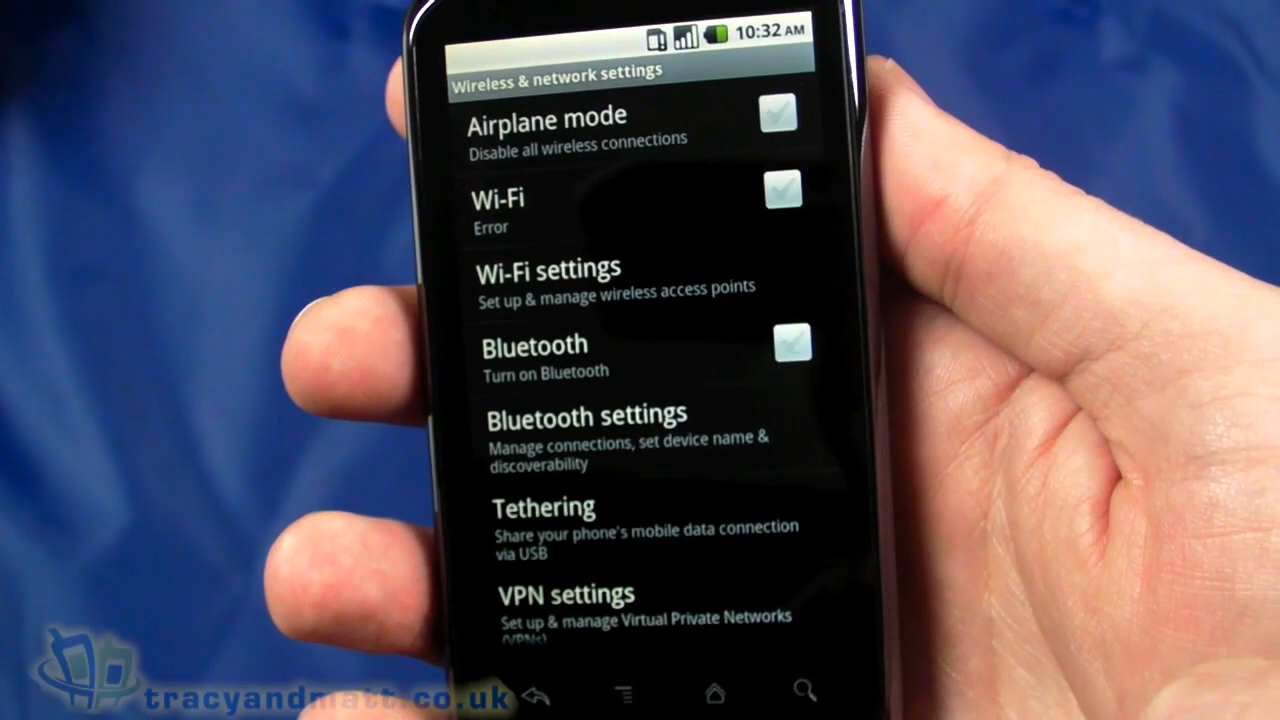 10:32 AM
Wireless & network settings
Airplane mode
Disable all wireless connections
Wi-Fi
Error
Wi-Fi settings
Set up & manage wireless access points
Bluetooth
Turn on Bluetooth
Bluetooth settings
Manage connections, set device name &
discoverability
Tethering
Share your phone's mobile data connection
via USB
VPN settings
Set up & manage Virtual Private Networks
(VPNs)
tracyandmatt.co.uk